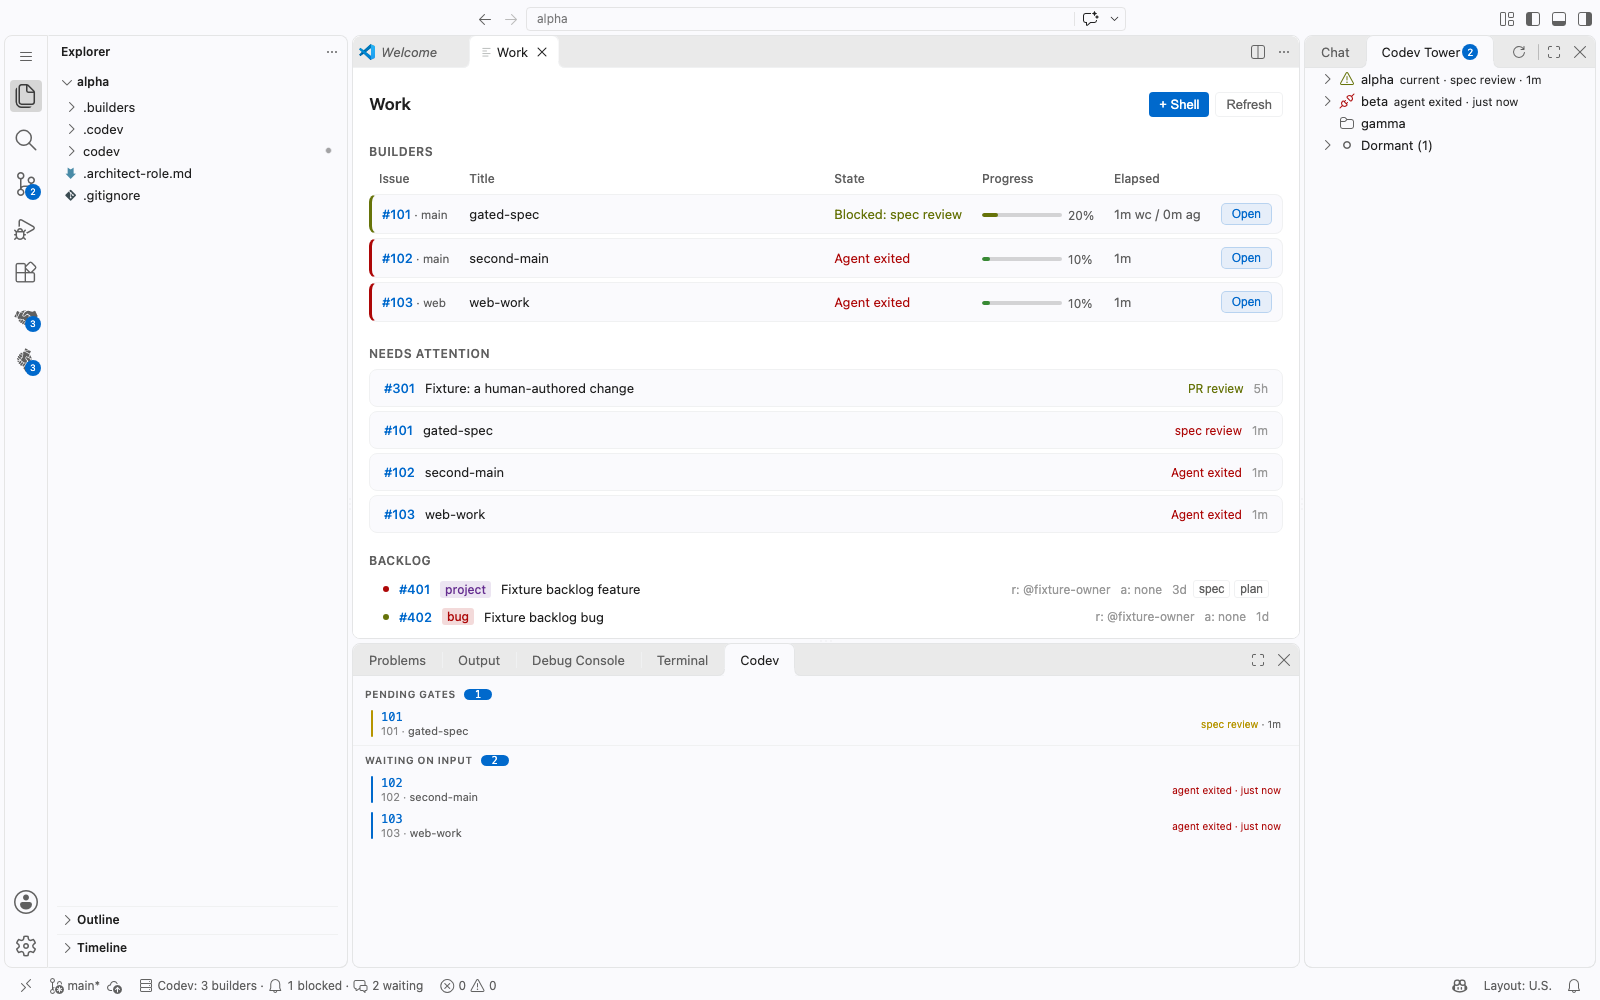 alpha
Explorer
alpha
.builders
.codev
codev
.architect-role.md
.gitignore
2
3
3
Outline
Timeline
Welcome
Work
Work
+ Shell
Refresh
BUILDERS
Issue Title State Progress Elapsed
#101 · main gated-spec Blocked: spec review 20% 1m wc / 0m ag Open
#102 · main second-main Agent exited 10% 1m Open
#103 · web web-work Agent exited 10% 1m Open
NEEDS ATTENTION
#301 Fixture: a human-authored change PR review 5h
#101 gated-spec spec review 1m
#102 second-main Agent exited 1m
#103 web-work Agent exited 1m
BACKLOG
#401 project Fixture backlog feature r: @fixture-owner a: none 3d spec plan
#402 bug Fixture backlog bug r: @fixture-owner a: none 1d
Problems Output Debug Console Terminal Codev
PENDING GATES 1
101
101 · gated-spec spec review · 1m
WAITING ON INPUT 2
102
102 · second-main agent exited · just now
103
103 · web-work agent exited · just now
Chat Codev Tower 2
alpha current · spec review · 1m
beta agent exited · just now
gamma
Dormant (1)
main* Codev: 3 builders · 1 blocked · 2 waiting 0 0 Layout: U.S.